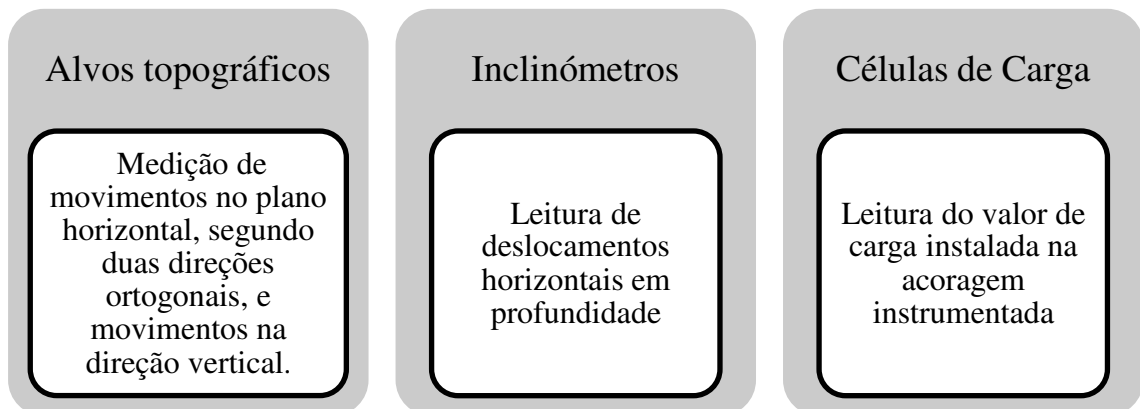 Alvos topográficos
Medição de
movimentos no plano
horizontal, segundo
duas direções
ortogonais, e
movimentos na
direção vertical.
Inclinómetros
Leitura de
deslocamentos
horizontais em
profundidade
Células de Carga
Leitura do valor de
carga instalada na
acoragem
instrumentada